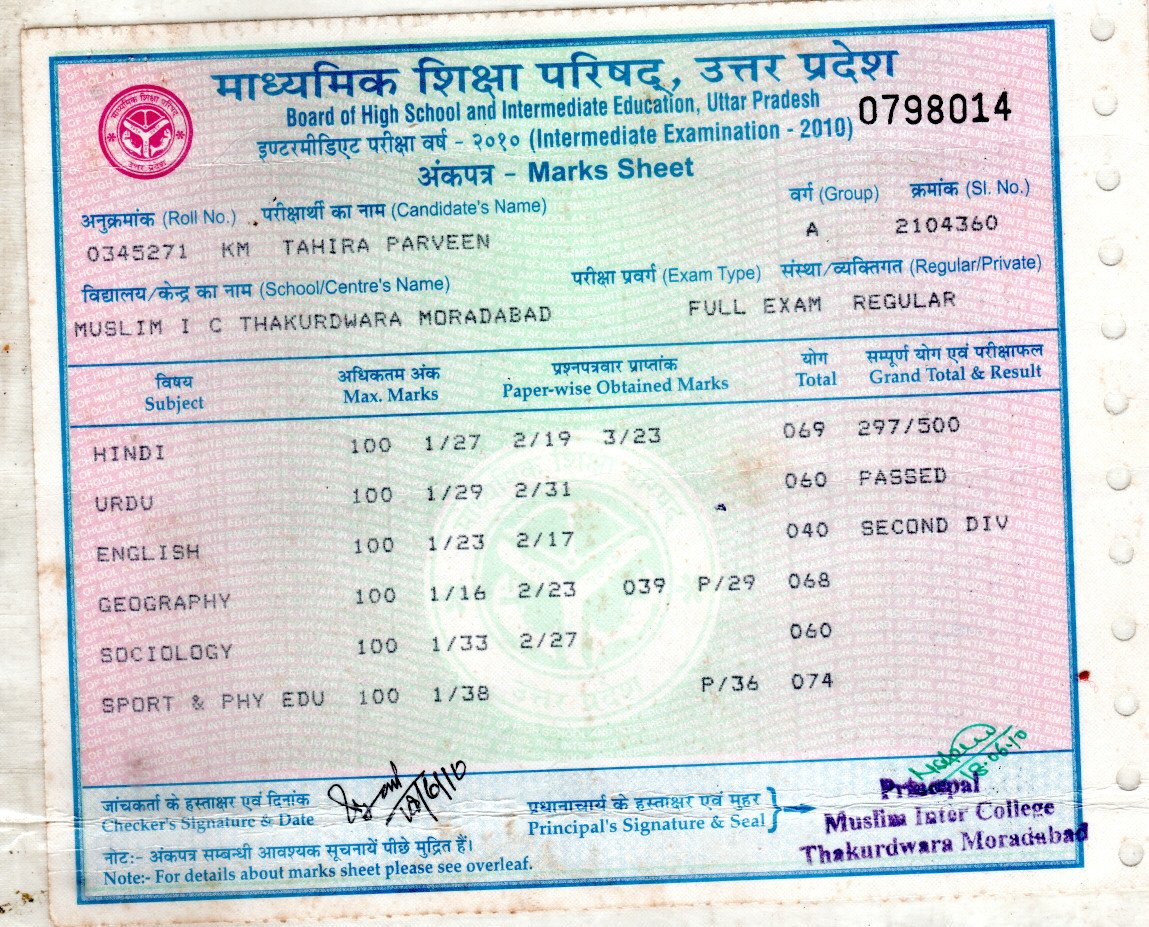 माध्यमिक शिक्षा परिषद्, उत्तर प्रदेश
Board of High School and Intermediate Education, Uttar Pradesh
0798014
इण्टरमीडिएट परीक्षा वर्ष - २०१० (Intermediate Examination - 2010)
अंकपत्र - Marks Sheet
अनुक्रमांक (Roll No.) परीक्षार्थी का नाम (Candidate's Name) वर्ग (Group) क्रमांक (Sl. No.)
0345271 KM TAHIRA PARVEEN A 2104360
विद्यालय/केन्द्र का नाम (School/Centre's Name) परीक्षा प्रवर्ग (Exam Type) संस्था/व्यक्तिगत (Regular/Private)
MUSLIM I C THAKURDWARA MORADABAD FULL EXAM REGULAR
विषय अधिकतम अंक प्रश्नपत्रवार प्राप्तांक योग सम्पूर्ण योग एवं परीक्षाफल
Subject Max. Marks Paper-wise Obtained Marks Total Grand Total & Result
HINDI 100 1/27 2/19 3/23 069 297/500
URDU 100 1/29 2/31 060 PASSED
ENGLISH 100 1/23 2/17 040 SECOND DIV
GEOGRAPHY 100 1/16 2/23 039 P/29 068
SOCIOLOGY 100 1/33 2/27 060
SPORT & PHY EDU 100 1/38 P/36 074
18.06.10
जांचकर्ता के हस्ताक्षर एवं दिनांक
Checker's Signature & Date
प्रधानाचार्य के हस्ताक्षर एवं मुहर
Principal's Signature & Seal
Principal
Muslim Inter College
Thakurdwara Moradabad
नोट:- अंकपत्र सम्बन्धी आवश्यक सूचनायें पीछे मुद्रित हैं।
Note:- For details about marks sheet please see overleaf.